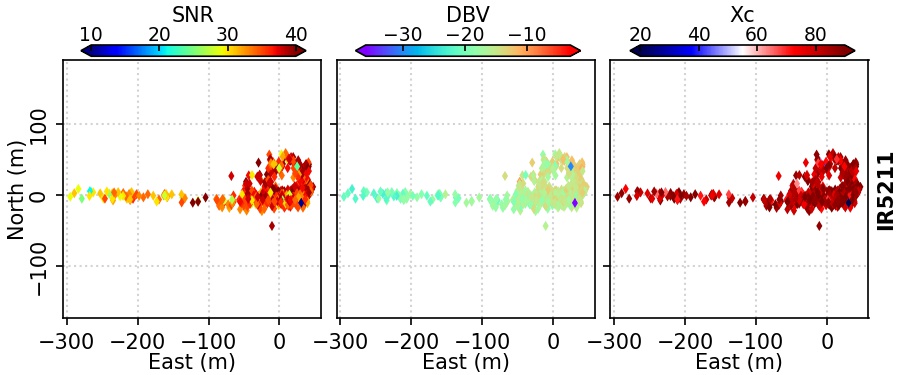 SNR DBV Xc
10 20 30 40 −30 −20 −10 20 40 60 80
North (m)
100
0
−100
IR5211
−300 −200 −100 0 −300 −200 −100 0 −300 −200 −100 0
East (m) East (m) East (m)